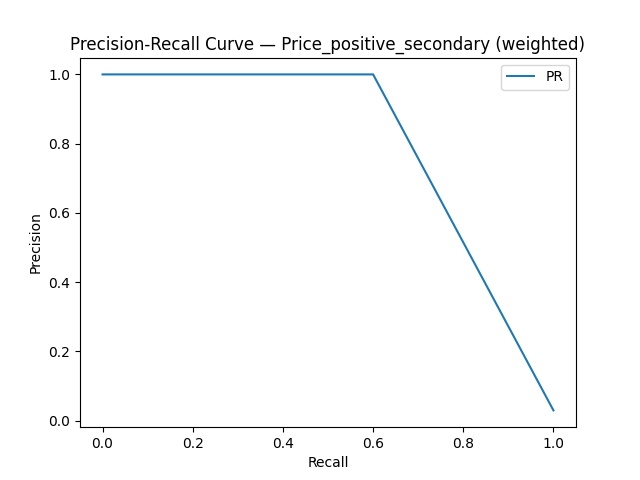 Precision-Recall Curve — Price_positive_secondary (weighted)
PR
1.0
0.8
0.6
0.4
0.2
0.0
Precision
0.0 0.2 0.4 0.6 0.8 1.0
Recall